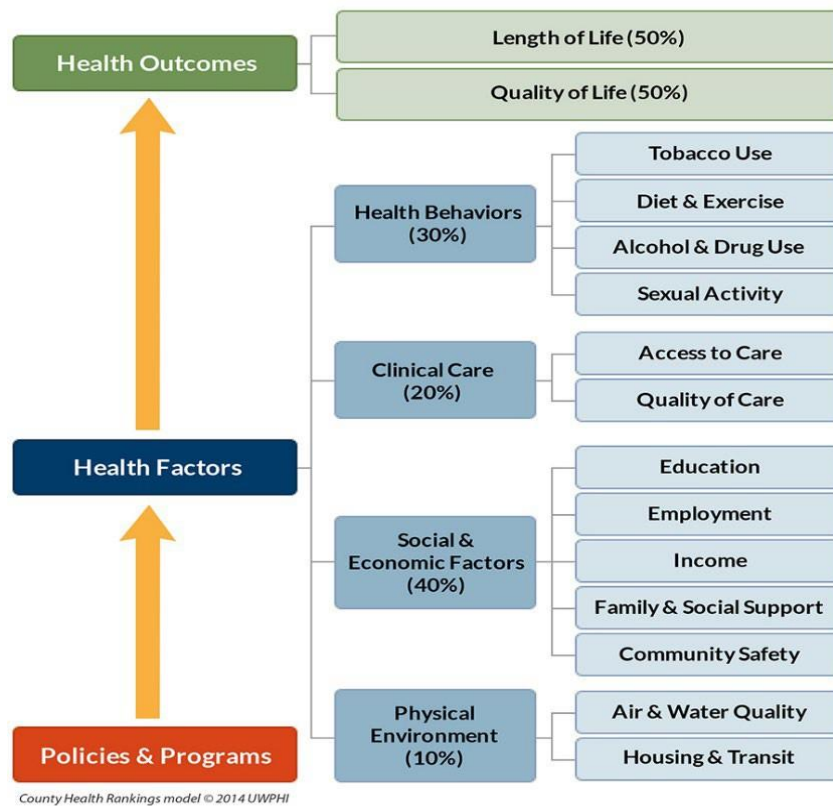 Health Outcomes
Length of Life (50%)
Quality of Life (50%)
Health Factors
Health Behaviors
(30%)
Tobacco Use
Diet & Exercise
Alcohol & Drug Use
Sexual Activity
Clinical Care
(20%)
Access to Care
Quality of Care
Social &
Economic Factors
(40%)
Education
Employment
Income
Family & Social Support
Community Safety
Physical
Environment
(10%)
Air & Water Quality
Housing & Transit
Policies & Programs
County Health Rankings model © 2014 UWPHI